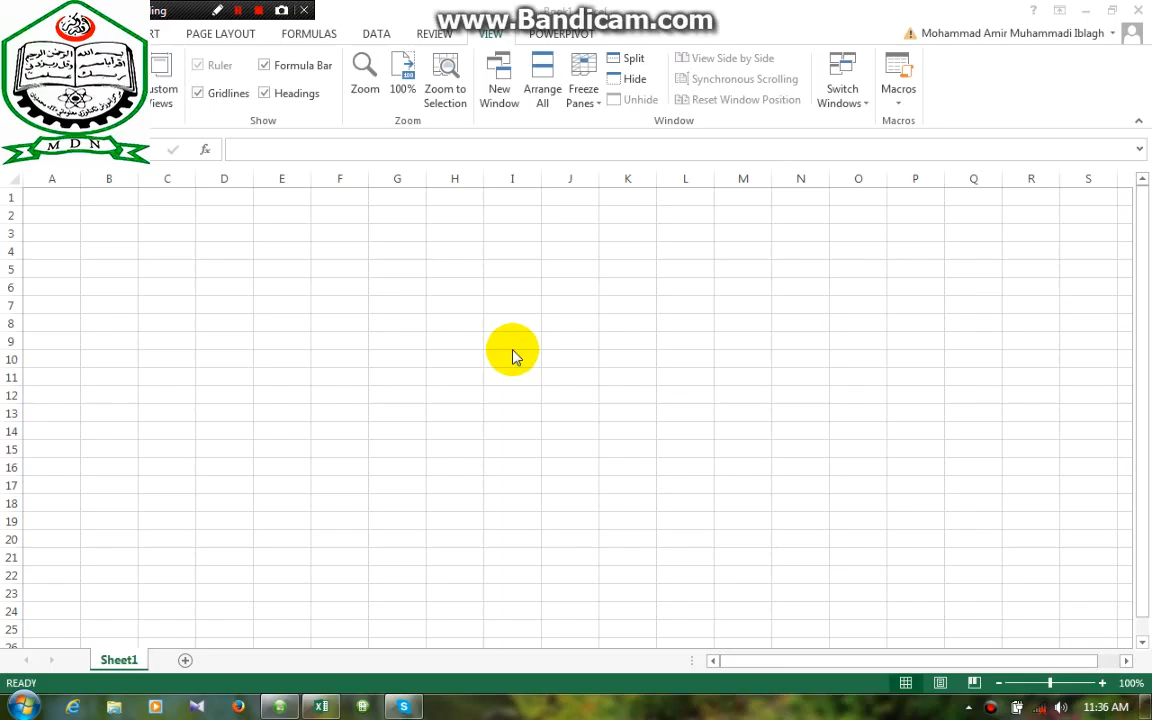 ing
www.Bandicam.com
RT PAGE LAYOUT FORMULAS DATA REVIEW VIEW POWERPIVOT
Mohammad Amir Muhammadi Iblagh
Ruler
Formula Bar
Gridlines
Headings
ustom
Views
Show
Zoom
100%
Zoom to
Selection
Zoom
New
Window
Arrange
All
Freeze
Panes
Split
Hide
Unhide
View Side by Side
Synchronous Scrolling
Reset Window Position
Window
Switch
Windows
Macros
Macros
M D N
fx
A B C D E F G H I J K L M N O P Q R S
1
2
3
4
5
6
7
8
9
10
11
12
13
14
15
16
17
18
19
20
21
22
23
24
25
26
Sheet1
READY
100%
11:36 AM